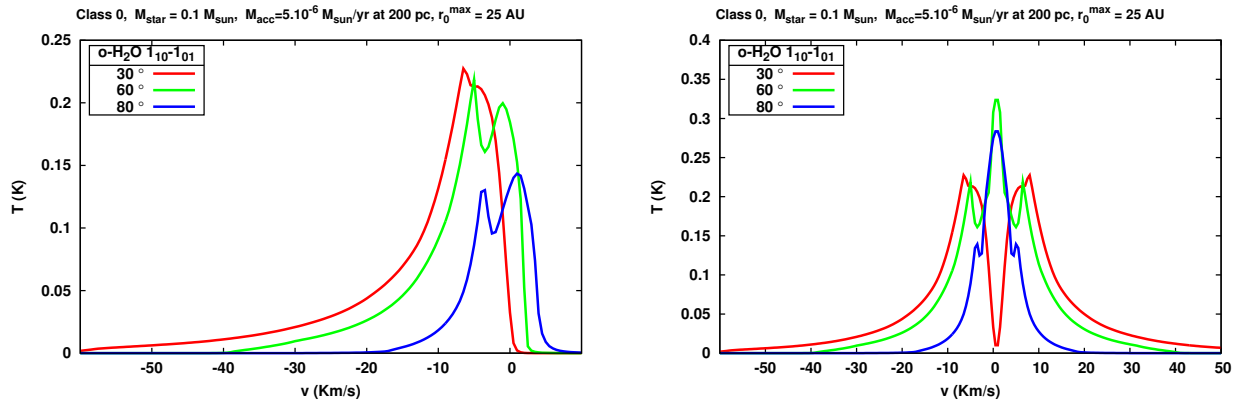 Class 0, M_star = 0.1 M_sun, M_acc=5.10^-6 M_sun/yr at 200 pc, r_0^max = 25 AU
o-H_2O 1_10-1_01
30 °
60 °
80 °
T (K)
0.25
0.2
0.15
0.1
0.05
0
-50 -40 -30 -20 -10 0
v (Km/s)
Class 0, M_star = 0.1 M_sun, M_acc=5.10^-6 M_sun/yr at 200 pc, r_0^max = 25 AU
o-H_2O 1_10-1_01
30 °
60 °
80 °
T (K)
0.4
0.35
0.3
0.25
0.2
0.15
0.1
0.05
0
-50 -40 -30 -20 -10 0 10 20 30 40 50
v (Km/s)